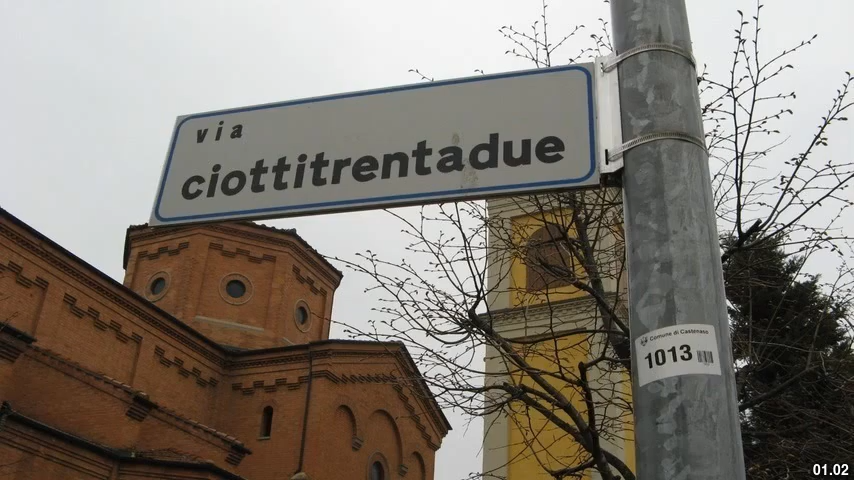 via
ciottitrentadue
Comune di Castenaso
1013
01.02